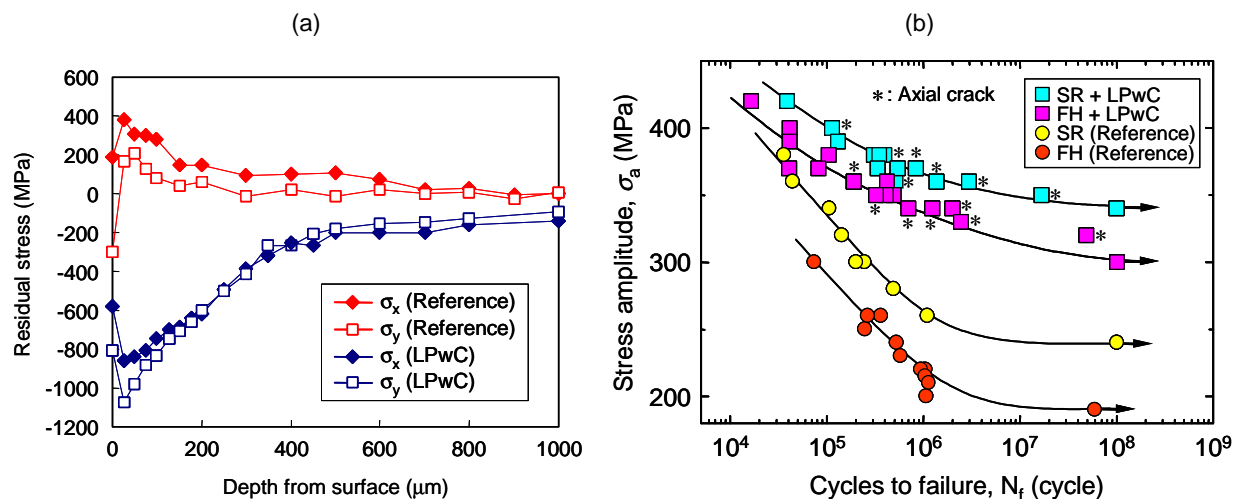 (a)
(b)
600
400
200
0
-200
-400
-600
-800
-1000
-1200
Residual stress (MPa)
0
200
400
600
800
1000
Depth from surface (μm)
σx (Reference)
σy (Reference)
σx (LPwC)
σy (LPwC)
400
300
200
Stress amplitude, σa (MPa)
10⁴
10⁵
10⁶
10⁷
10⁸
10⁹
Cycles to failure, Nf (cycle)
* : Axial crack
SR + LPwC
FH + LPwC
SR (Reference)
FH (Reference)
* * * * * * * * * * * * * *